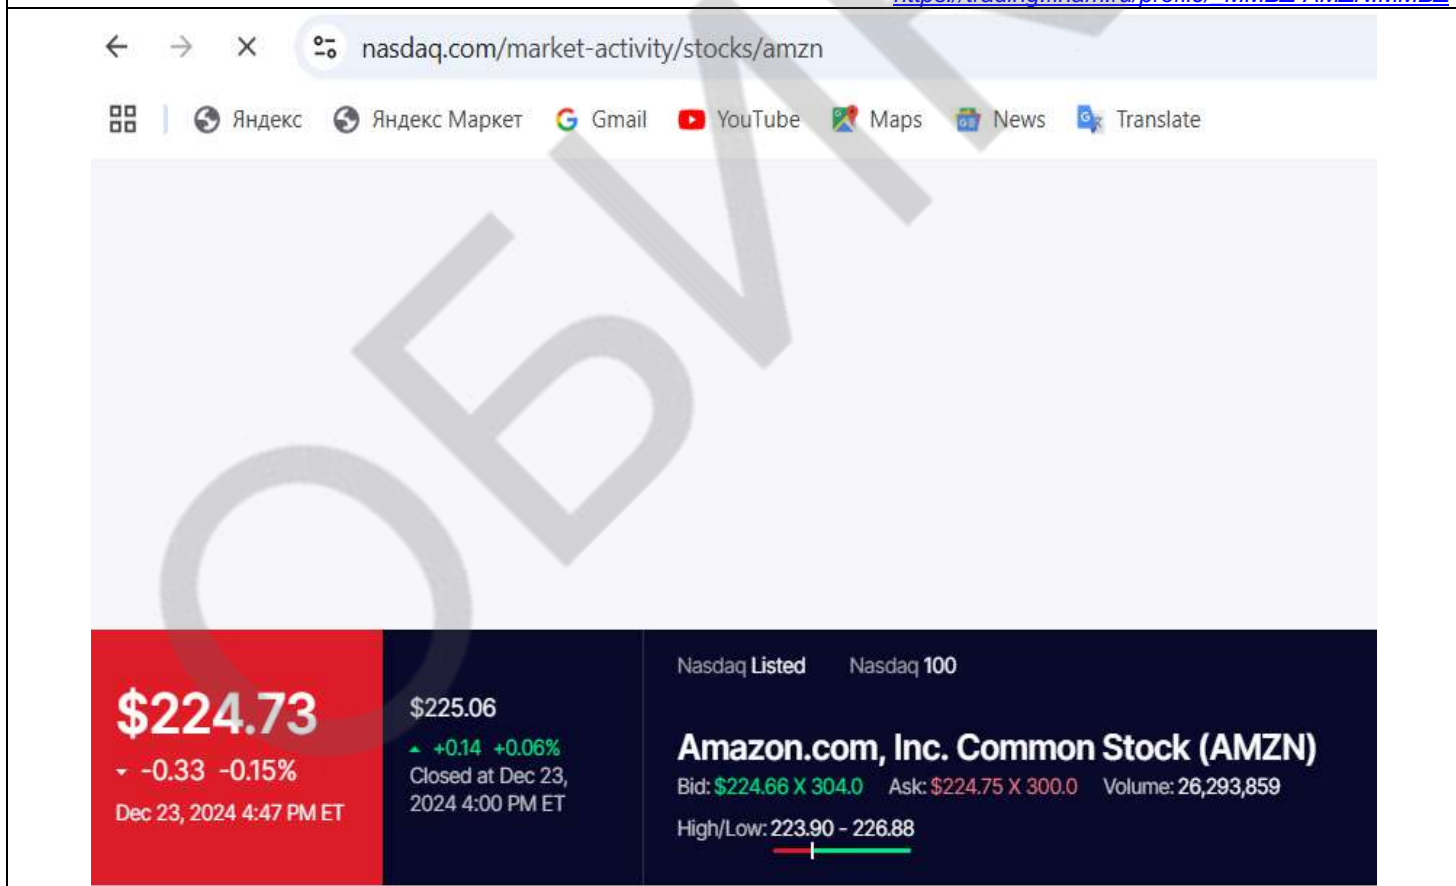 nasdaq.com/market-activity/stocks/amzn
Яндекс Яндекс Маркет Gmail YouTube Maps News Translate
ОБИ
Nasdaq Listed Nasdaq 100
$224.73
$225.06
-0.33 -0.15%
+0.14 +0.06%
Amazon.com, Inc. Common Stock (AMZN)
Dec 23, 2024 4:47 PM ET
Closed at Dec 23,
2024 4:00 PM ET
Bid: $224.66 X 304.0 Ask: $224.75 X 300.0 Volume: 26,293,859
High/Low: 223.90 - 226.88